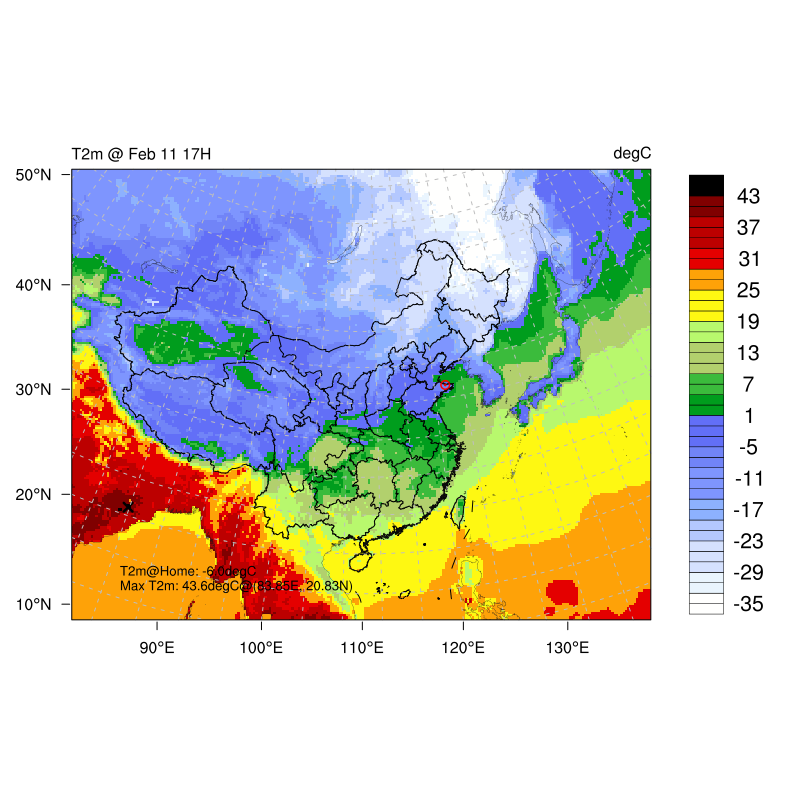 T2m @ Feb 11 17H
degC
50°N
40°N
30°N
20°N
10°N
90°E
100°E
110°E
120°E
130°E
43
37
31
25
19
13
7
1
-5
-11
-17
-23
-29
-35
X
T2m@Home: -6.0degC
Max T2m: 43.6degC@(83.85E, 20.83N)